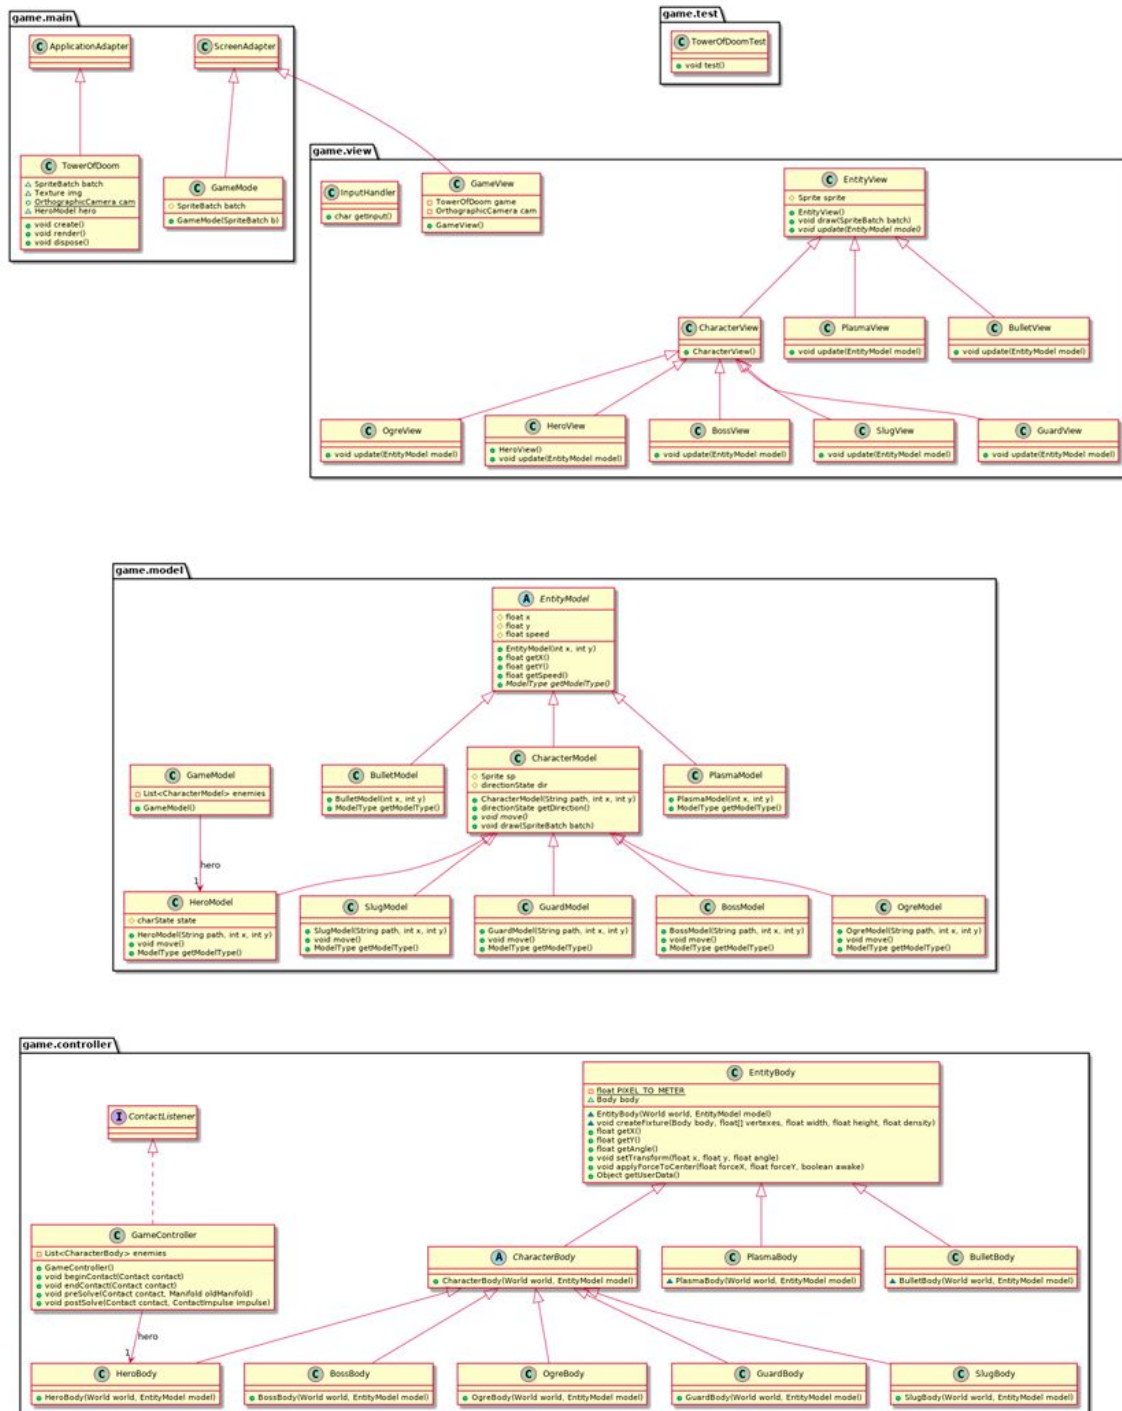 game.main
C ApplicationAdapter
C ScreenAdapter
C TowerOfDoom
SpriteBatch batch
Texture img
OrthographicCamera cam
HeroModel hero
void create()
void render()
void dispose()
C GameMode
SpriteBatch batch
GameModel(SpriteBatch b)
game.test
C TowerOfDoomTest
void test()
game.view
C InputHandler
char getInput()
C GameView
TowerOfDoom game
OrthographicCamera cam
GameView()
C EntityView
Sprite sprite
EntityView()
void draw(SpriteBatch batch)
void update(EntityModel model)
C CharacterView
CharacterView()
C PlasmaView
void update(EntityModel model)
C BulletView
void update(EntityModel model)
C OgreView
void update(EntityModel model)
C HeroView
HeroView()
void update(EntityModel model)
C BossView
void update(EntityModel model)
C SlugView
void update(EntityModel model)
C GuardView
void update(EntityModel model)
game.model
A EntityModel
float x
float y
float speed
EntityModel(int x, int y)
float getX()
float getY()
float getSpeed()
ModelType getModelType()
C GameModel
List<CharacterModel> enemies
GameModel()
C BulletModel
BulletModel(int x, int y)
ModelType getModelType()
C CharacterModel
Sprite sp
directionState dir
CharacterModel(String path, int x, int y)
directionState getDirection()
void move()
void draw(SpriteBatch batch)
C PlasmaModel
PlasmaModel(int x, int y)
ModelType getModelType()
hero
1
C HeroModel
charState state
HeroModel(String path, int x, int y)
void move()
ModelType getModelType()
C SlugModel
SlugModel(String path, int x, int y)
void move()
ModelType getModelType()
C GuardModel
GuardModel(String path, int x, int y)
void move()
ModelType getModelType()
C BossModel
BossModel(String path, int x, int y)
void move()
ModelType getModelType()
C OgreModel
OgreModel(String path, int x, int y)
void move()
ModelType getModelType()
game.controller
I ContactListener
C EntityBody
float PIXEL_TO_METER
Body body
EntityBody(World world, EntityModel model)
void createFixture(Body body, float[] vertexes, float width, float height, float density)
float getX()
float getY()
float getAngle()
void setTransform(float x, float y, float angle)
void applyForceToCenter(float forceX, float forceY, boolean awake)
Object getUserData()
C GameController
List<CharacterBody> enemies
GameController()
void beginContact(Contact contact)
void endContact(Contact contact)
void preSolve(Contact contact, Manifold oldManifold)
void postSolve(Contact contact, ContactImpulse impulse)
A CharacterBody
CharacterBody(World world, EntityModel model)
C PlasmaBody
PlasmaBody(World world, EntityModel model)
C BulletBody
BulletBody(World world, EntityModel model)
hero
1
C HeroBody
HeroBody(World world, EntityModel model)
C BossBody
BossBody(World world, EntityModel model)
C OgreBody
OgreBody(World world, EntityModel model)
C GuardBody
GuardBody(World world, EntityModel model)
C SlugBody
SlugBody(World world, EntityModel model)